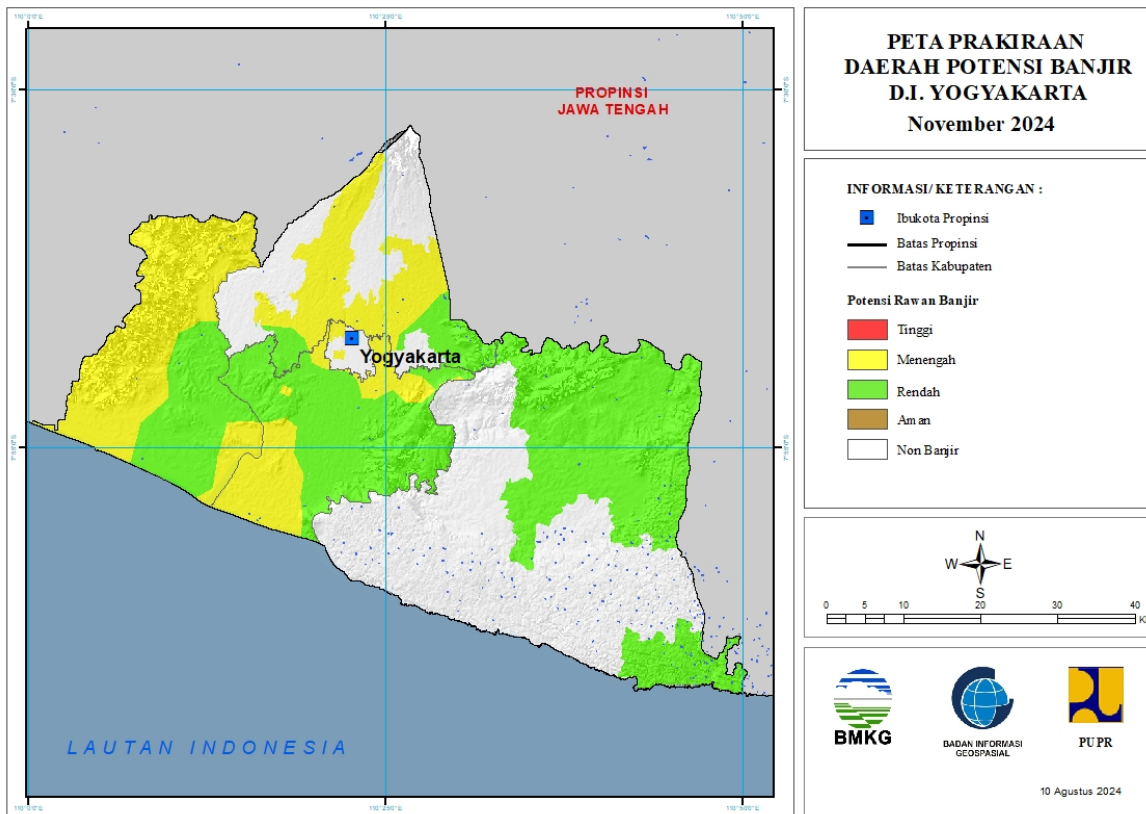 PETA PRAKIRAAN
DAERAH POTENSI BANJIR
D.I. YOGYAKARTA
November 2024
PROPINSI
JAWA TENGAH
Yogyakarta
LAUTAN INDONESIA
INFORMASI/ KETERANGAN :
Ibukota Propinsi
Batas Propinsi
Batas Kabupaten
Potensi Rawan Banjir
Tinggi
Menengah
Rendah
Aman
Non Banjir
N
W E
S
0 5 10 20 30 40
BMKG
BADAN INFORMASI
GEOSPASIAL
PUPR
10 Agustus 2024